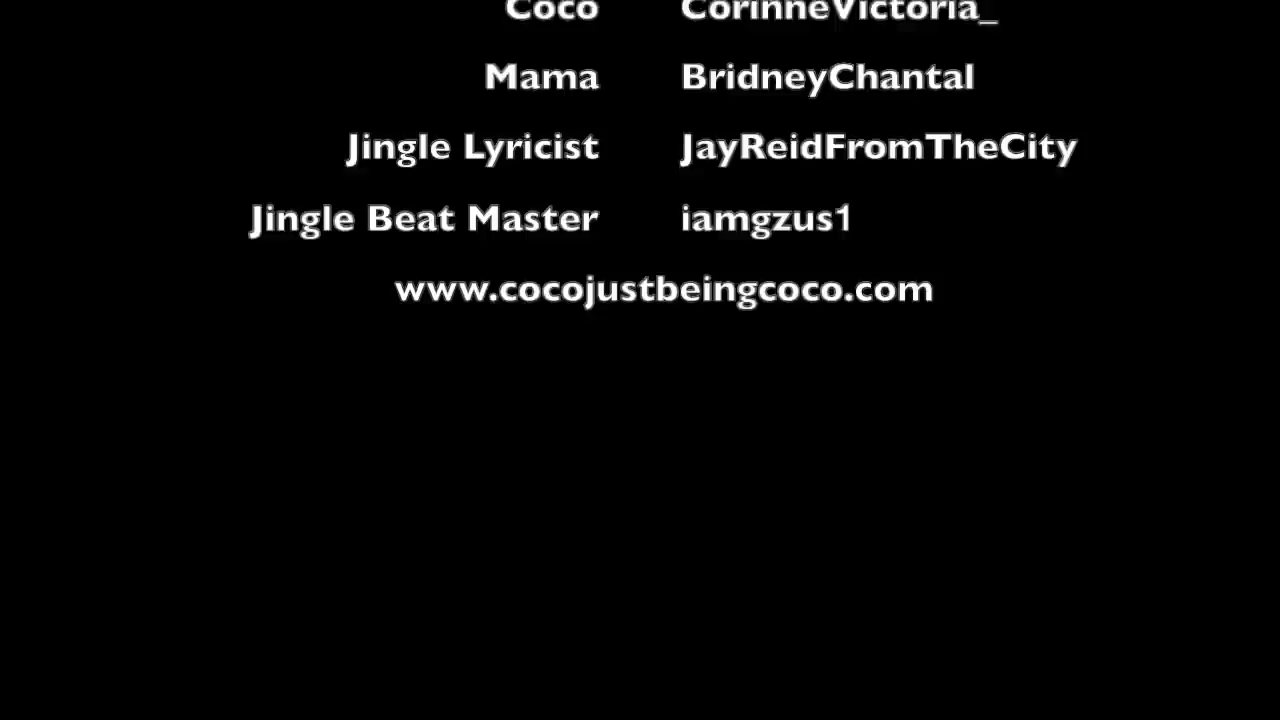 Coco CorinneVictoria_
Mama BridneyChantal
Jingle Lyricist JayReidFromTheCity
Jingle Beat Master iamgzus1
www.cocojustbeingcoco.com